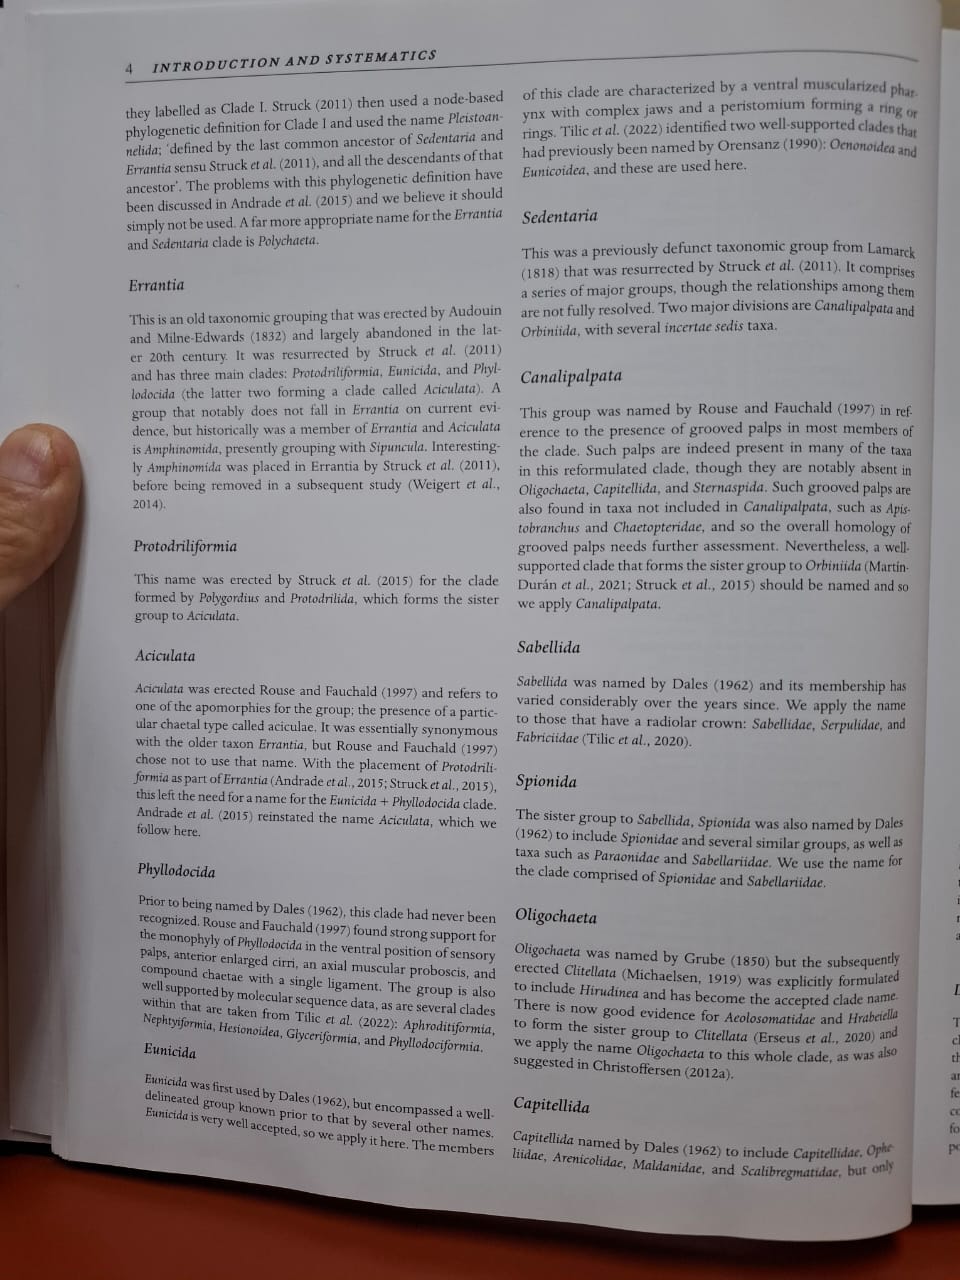 4 INTRODUCTION AND SYSTEMATICS
they labelled as Clade I. Struck (2011) then used a node-based
phylogenetic definition for Clade I and used the name Pleistoan-
nelida; 'defined by the last common ancestor of Sedentaria and
Errantia sensu Struck et al. (2011), and all the descendants of that
ancestor'. The problems with this phylogenetic definition have
been discussed in Andrade et al. (2015) and we believe it should
simply not be used. A far more appropriate name for the Errantia
and Sedentaria clade is Polychaeta.
Errantia
This is an old taxonomic grouping that was erected by Audouin
and Milne-Edwards (1832) and largely abandoned in the lat-
er 20th century. It was resurrected by Struck et al. (2011)
and has three main clades: Protodriliformia, Eunicida, and Phyl-
lodocida (the latter two forming a clade called Aciculata). A
group that notably does not fall in Errantia on current evi-
dence, but historically was a member of Errantia and Aciculata
is Amphinomida, presently grouping with Sipuncula. Interesting-
ly Amphinomida was placed in Errantia by Struck et al. (2011),
before being removed in a subsequent study (Weigert et al.,
2014).
Protodriliformia
This name was erected by Struck et al. (2015) for the clade
formed by Polygordius and Protodrilida, which forms the sister
group to Aciculata.
Aciculata
Aciculata was erected Rouse and Fauchald (1997) and refers to
one of the apomorphies for the group; the presence of a partic-
ular chaetal type called aciculae. It was essentially synonymous
with the older taxon Errantia, but Rouse and Fauchald (1997)
chose not to use that name. With the placement of Protodrili-
formia as part of Errantia (Andrade et al., 2015; Struck et al., 2015),
this left the need for a name for the Eunicida + Phyllodocida clade.
Andrade et al. (2015) reinstated the name Aciculata, which we
follow here.
Phyllodocida
Prior to being named by Dales (1962), this clade had never been
recognized. Rouse and Fauchald (1997) found strong support for
the monophyly of Phyllodocida in the ventral position of sensory
palps, anterior enlarged cirri, an axial muscular proboscis, and
compound chaetae with a single ligament. The group is also
well supported by molecular sequence data, as are several clades
within that are taken from Tilic et al. (2022): Aphroditiformia,
Nephtyiformia, Hesionoidea, Glyceriformia, and Phyllodociformia.
Eunicida
Eunicida was first used by Dales (1962), but encompassed a well-
delineated group known prior to that by several other names.
Eunicida is very well accepted, so we apply it here. The members
of this clade are characterized by a ventral muscularized phar-
ynx with complex jaws and a peristomium forming a ring or
rings. Tilic et al. (2022) identified two well-supported clades that
had previously been named by Orensanz (1990): Oenonoidea and
Eunicoidea, and these are used here.
Sedentaria
This was a previously defunct taxonomic group from Lamarck
(1818) that was resurrected by Struck et al. (2011). It comprises
a series of major groups, though the relationships among them
are not fully resolved. Two major divisions are Canalipalpata and
Orbiniida, with several incertae sedis taxa.
Canalipalpata
This group was named by Rouse and Fauchald (1997) in ref-
erence to the presence of grooved palps in most members of
the clade. Such palps are indeed present in many of the taxa
in this reformulated clade, though they are notably absent in
Oligochaeta, Capitellida, and Sternaspida. Such grooved palps are
also found in taxa not included in Canalipalpata, such as Apis-
tobranchus and Chaetopteridae, and so the overall homology of
grooved palps needs further assessment. Nevertheless, a well-
supported clade that forms the sister group to Orbiniida (Martín-
Durán et al., 2021; Struck et al., 2015) should be named and so
we apply Canalipalpata.
Sabellida
Sabellida was named by Dales (1962) and its membership has
varied considerably over the years since. We apply the name
to those that have a radiolar crown: Sabellidae, Serpulidae, and
Fabriciidae (Tilic et al., 2020).
Spionida
The sister group to Sabellida, Spionida was also named by Dales
(1962) to include Spionidae and several similar groups, as well as
taxa such as Paraonidae and Sabellariidae. We use the name for
the clade comprised of Spionidae and Sabellariidae.
Oligochaeta
Oligochaeta was named by Grube (1850) but the subsequently
erected Clitellata (Michaelsen, 1919) was explicitly formulated
to include Hirudinea and has become the accepted clade name.
There is now good evidence for Aeolosomatidae and Hrabeiella
to form the sister group to Clitellata (Erseus et al., 2020) and
we apply the name Oligochaeta to this whole clade, as was also
suggested in Christoffersen (2012a).
Capitellida
Capitellida named by Dales (1962) to include Capitellidae, Ophe-
liidae, Arenicolidae, Maldanidae, and Scalibregmatidae, but only